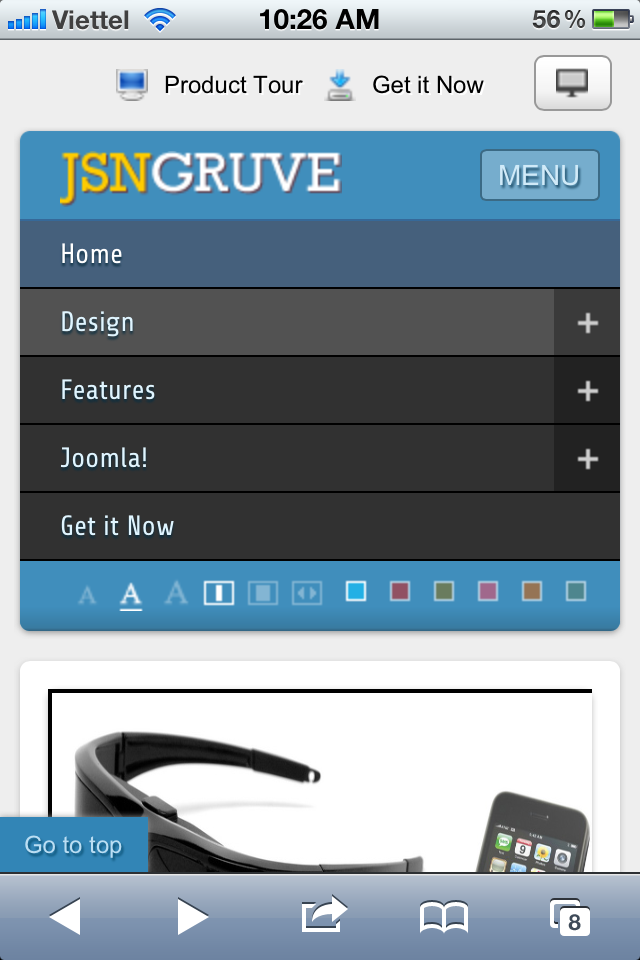 Viettel 10:26 AM 56%
Product Tour Get it Now
JSNGRUVE MENU
Home
Design +
Features +
Joomla! +
Get it Now
A A A
Go to top
8